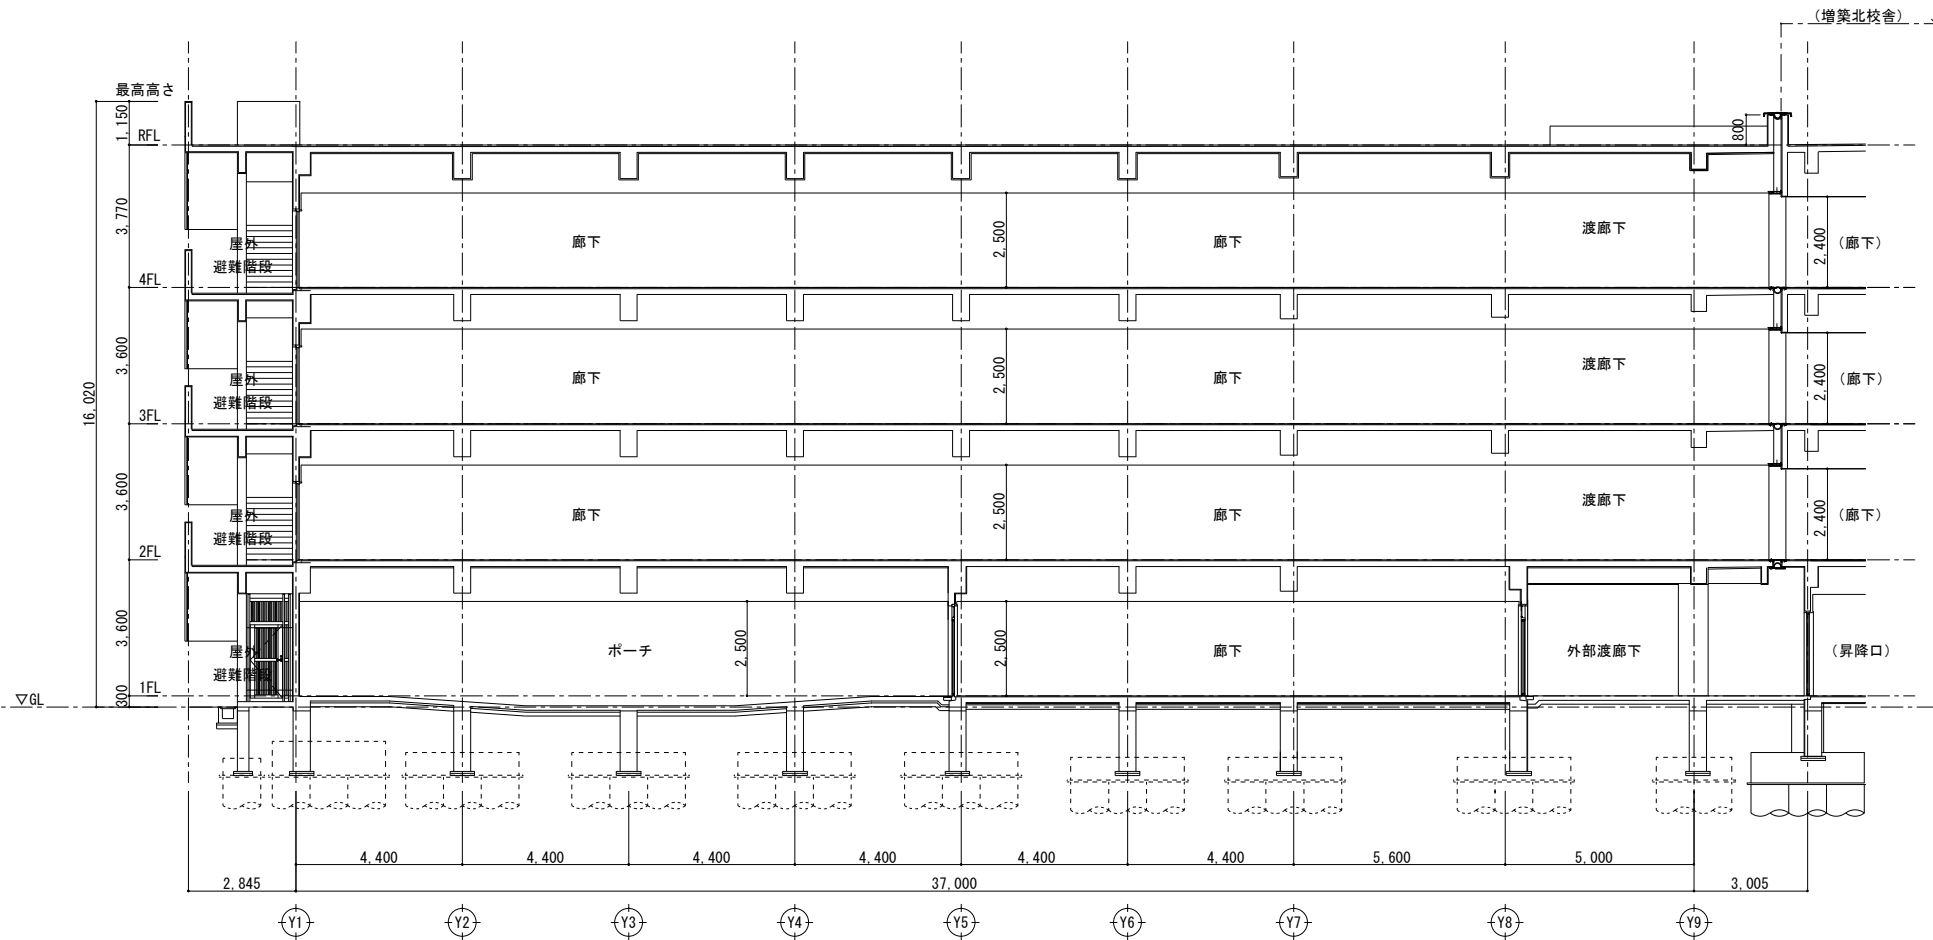 (増築北校舎)
最高高さ
1,150
RFL
800
3,770
屋外
避難階段
廊下
2,500
廊下
渡廊下
2,400
(廊下)
4FL
3,600
屋外
避難階段
廊下
2,500
廊下
渡廊下
2,400
(廊下)
16,020
3FL
3,600
屋外
避難階段
廊下
2,500
廊下
渡廊下
2,400
(廊下)
2FL
3,600
屋外
避難階段
ポーチ
2,500
2,500
廊下
外部渡廊下
(昇降口)
1FL
300
▽GL
4,400
4,400
4,400
4,400
4,400
4,400
5,600
5,000
2,845
37,000
3,005
Y1
Y2
Y3
Y4
Y5
Y6
Y7
Y8
Y9